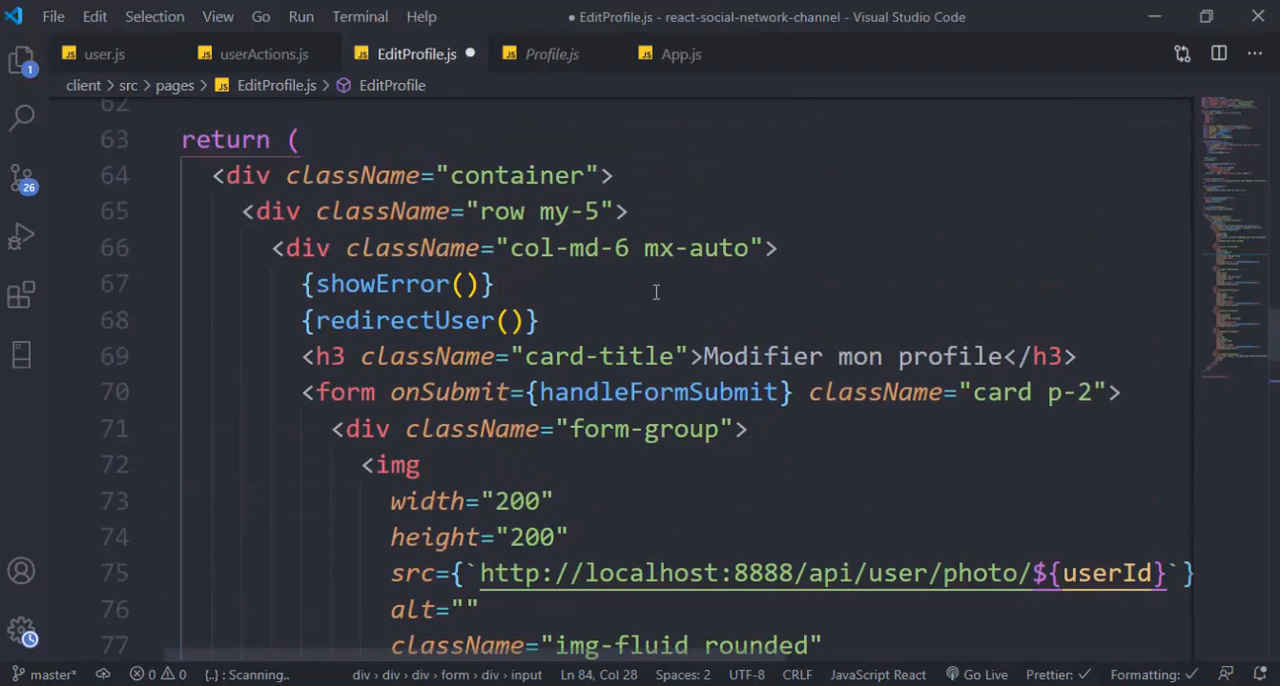 File Edit Selection View Go Run Terminal Help ● EditProfile.js - react-social-network-channel - Visual Studio Code
JS user.js JS userActions.js JS EditProfile.js ● JS Profile.js JS App.js
client > src > pages > JS EditProfile.js > EditProfile
62
63 return (
64 <div className="container">
65 <div className="row my-5">
66 <div className="col-md-6 mx-auto">
67 {showError()}
68 {redirectUser()}
69 <h3 className="card-title">Modifier mon profile</h3>
70 <form onSubmit={handleFormSubmit} className="card p-2">
71 <div className="form-group">
72 <img
73 width="200"
74 height="200"
75 src={`http://localhost:8888/api/user/photo/${userId}`}
76 alt=""
77 className="img-fluid rounded"
1
26
master* 0 0 {..} : Scanning.. div › div › div › form › div › input Ln 84, Col 28 Spaces: 2 UTF-8 CRLF JavaScript React Go Live Prettier: ✓ Formatting: ✓